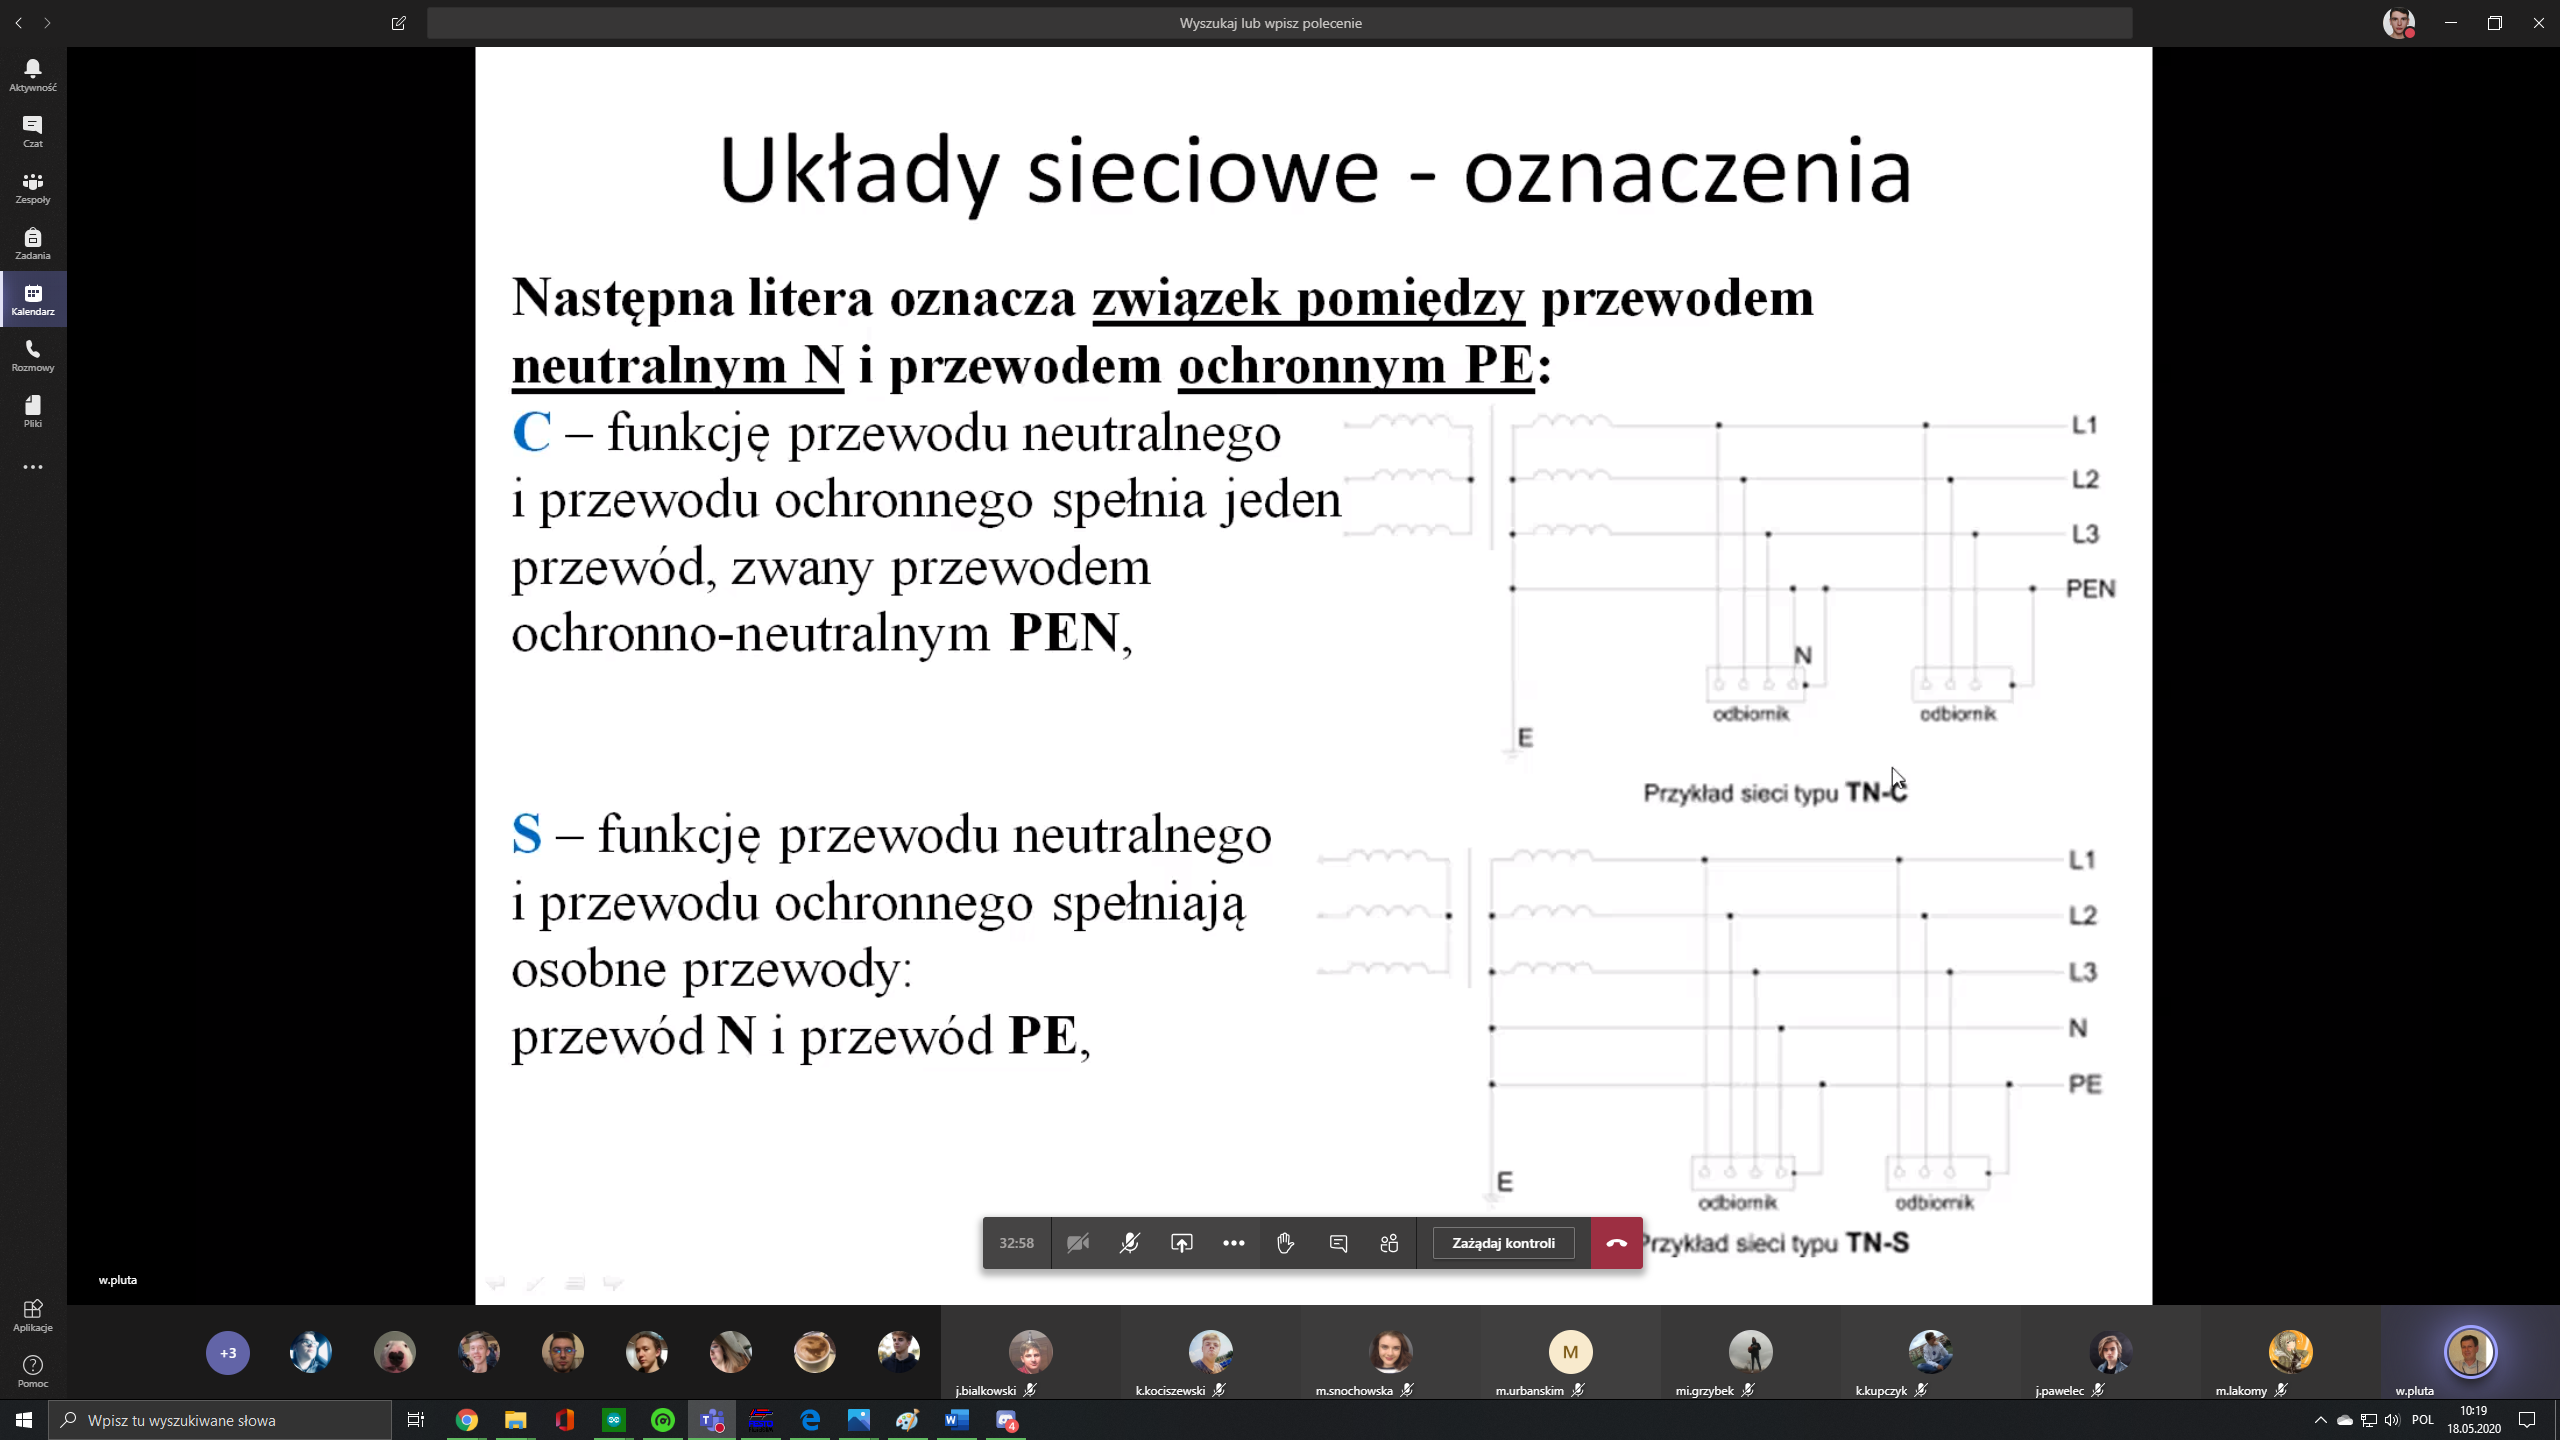 Wyszukaj lub wpisz polecenie
Aktywność
Czat
Zespoły
Zadania
Kalendarz
Rozmowy
Pliki
Aplikacje
Pomoc
Układy sieciowe - oznaczenia
Następna litera oznacza związek pomiędzy przewodem
neutralnym N i przewodem ochronnym PE:
C – funkcję przewodu neutralnego
i przewodu ochronnego spełnia jeden
przewód, zwany przewodem
ochronno-neutralnym PEN,
L1
L2
L3
PEN
N
odbiornik
odbiornik
E
Przykład sieci typu TN-C
S – funkcję przewodu neutralnego
i przewodu ochronnego spełniają
osobne przewody:
przewód N i przewód PE,
L1
L2
L3
N
PE
E
odbiornik
odbiornik
Przykład sieci typu TN-S
32:58
Zażądaj kontroli
w.pluta
+3
M
j.bialkowski
k.kociszewski
m.snochowska
m.urbanskim
mi.grzybek
k.kupczyk
j.pawelec
m.lakomy
w.pluta
Wpisz tu wyszukiwane słowa
4
POL
10:19
18.05.2020